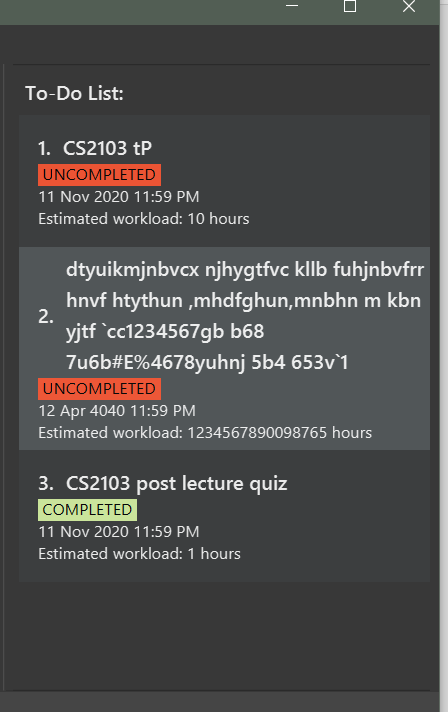 To-Do List:
1. CS2103 tP
UNCOMPLETED
11 Nov 2020 11:59 PM
Estimated workload: 10 hours
dtyuikmjnbvcx njhygtfvc kllb fuhjnbvfrr
hnvf htythun ,mhdfghun,mnbhn m kbn
2.
yjtf `cc1234567gb b68
7u6b#E%4678yuhnj 5b4 653v`1
UNCOMPLETED
12 Apr 4040 11:59 PM
Estimated workload: 1234567890098765 hours
3. CS2103 post lecture quiz
COMPLETED
11 Nov 2020 11:59 PM
Estimated workload: 1 hours